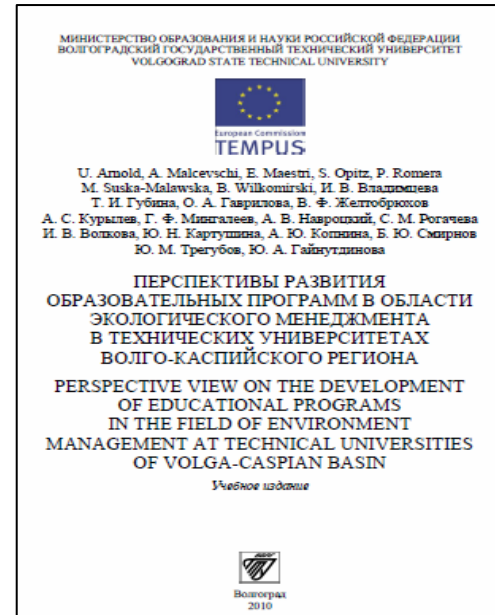 МИНИСТЕРСТВО ОБРАЗОВАНИЯ И НАУКИ РОССИЙСКОЙ ФЕДЕРАЦИИ
ВОЛГОГРАДСКИЙ ГОСУДАРСТВЕННЫЙ ТЕХНИЧЕСКИЙ УНИВЕРСИТЕТ
VOLGOGRAD STATE TECHNICAL UNIVERSITY
European Commission
TEMPUS
U. Arnold, A. Malcevschi, E. Maestri, S. Opitz, P. Romera
M. Suska-Malawska, B. Wilkomirski, И. В. Владимцева
Т. И. Губина, О. А. Гаврилова, В. Ф. Желтобрюхов
А. С. Курылев, Г. Ф. Мингалеев, А. В. Навроцкий, С. М. Рогачева
И. В. Волкова, Ю. Н. Картушина, А. Ю. Копнина, Б. Ю. Смирнов
Ю. М. Трегубов, Ю. А. Гайнутдинова
ПЕРСПЕКТИВЫ РАЗВИТИЯ
ОБРАЗОВАТЕЛЬНЫХ ПРОГРАММ В ОБЛАСТИ
ЭКОЛОГИЧЕСКОГО МЕНЕДЖМЕНТА
В ТЕХНИЧЕСКИХ УНИВЕРСИТЕТАХ
ВОЛГО-КАСПИЙСКОГО РЕГИОНА
PERSPECTIVE VIEW ON THE DEVELOPMENT
OF EDUCATIONAL PROGRAMS
IN THE FIELD OF ENVIRONMENT
MANAGEMENT AT TECHNICAL UNIVERSITIES
OF VOLGA-CASPIAN BASIN
Учебное издание
Волгоград
2010